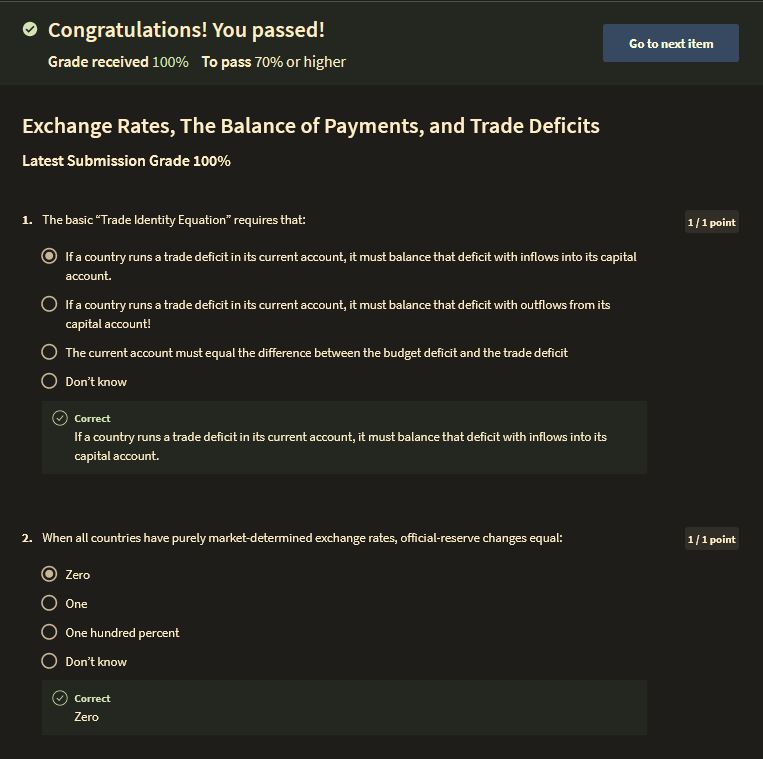 Congratulations! You passed!
Grade received 100% To pass 70% or higher
Go to next item
Exchange Rates, The Balance of Payments, and Trade Deficits
Latest Submission Grade 100%
1. The basic “Trade Identity Equation” requires that:
1 / 1 point
If a country runs a trade deficit in its current account, it must balance that deficit with inflows into its capital
account.
If a country runs a trade deficit in its current account, it must balance that deficit with outflows from its
capital account!
The current account must equal the difference between the budget deficit and the trade deficit
Don’t know
Correct
If a country runs a trade deficit in its current account, it must balance that deficit with inflows into its
capital account.
2. When all countries have purely market-determined exchange rates, official-reserve changes equal:
1 / 1 point
Zero
One
One hundred percent
Don’t know
Correct
Zero